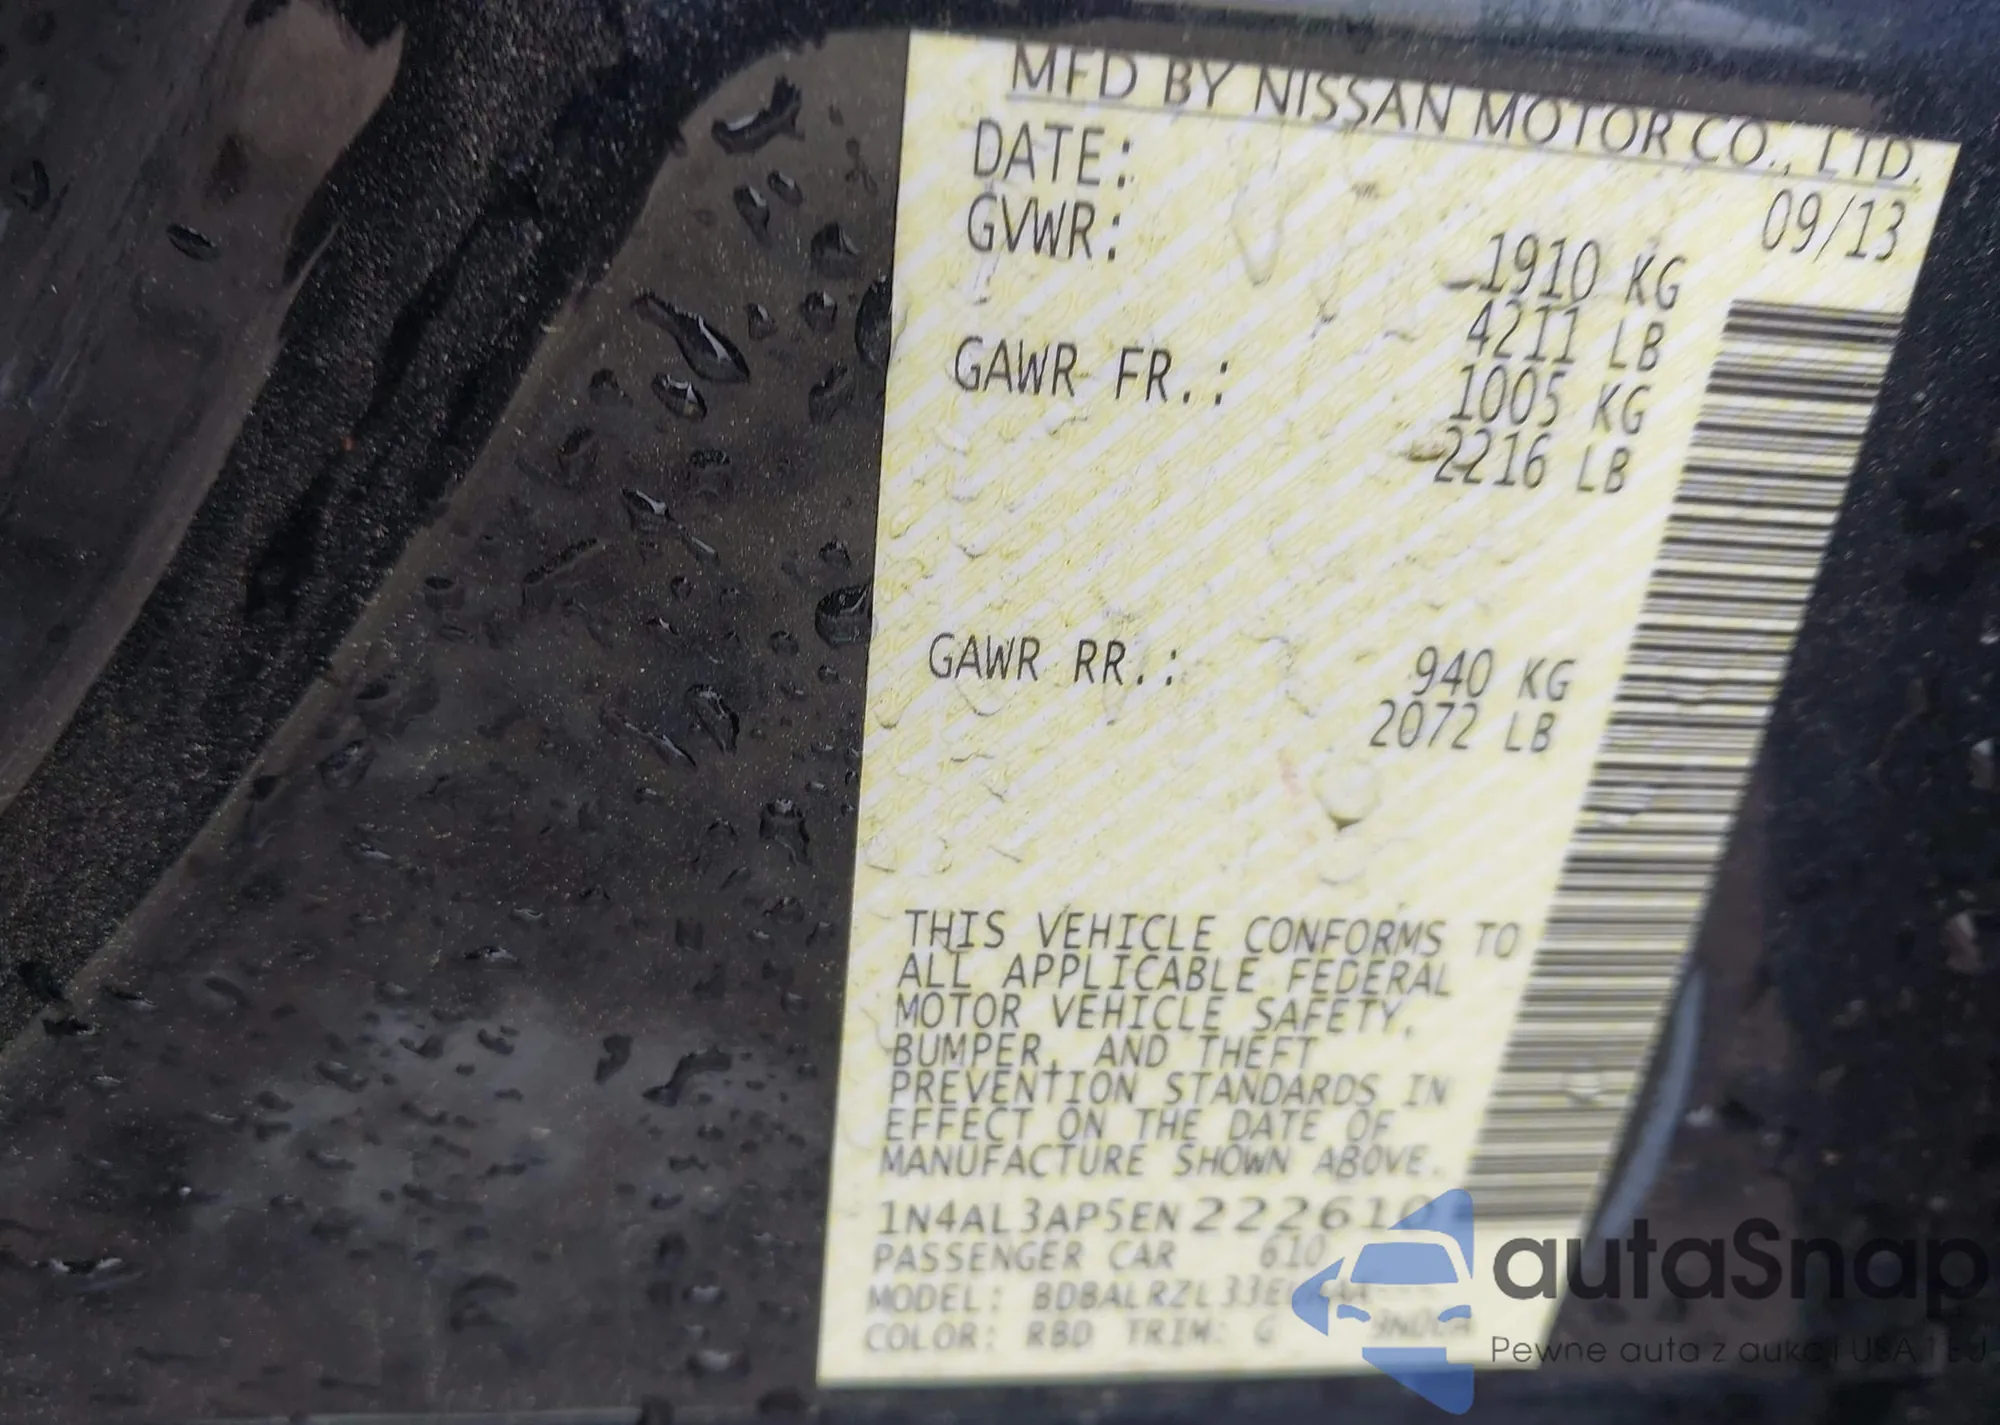 MFD BY NISSAN MOTOR CO., LTD.
DATE: 09/13
GVWR: 1910 KG
4211 LB
GAWR FR.: 1005 KG
2216 LB
GAWR RR.: 940 KG
2072 LB
THIS VEHICLE CONFORMS TO
ALL APPLICABLE FEDERAL
MOTOR VEHICLE SAFETY,
BUMPER, AND THEFT
PREVENTION STANDARDS IN
EFFECT ON THE DATE OF
MANUFACTURE SHOWN ABOVE.
1N4AL3AP5EN222610
PASSENGER CAR 610
MODEL:
COLOR: RBD TRIM: G
autaSnap
Pewne auta z aukcji USA i EU